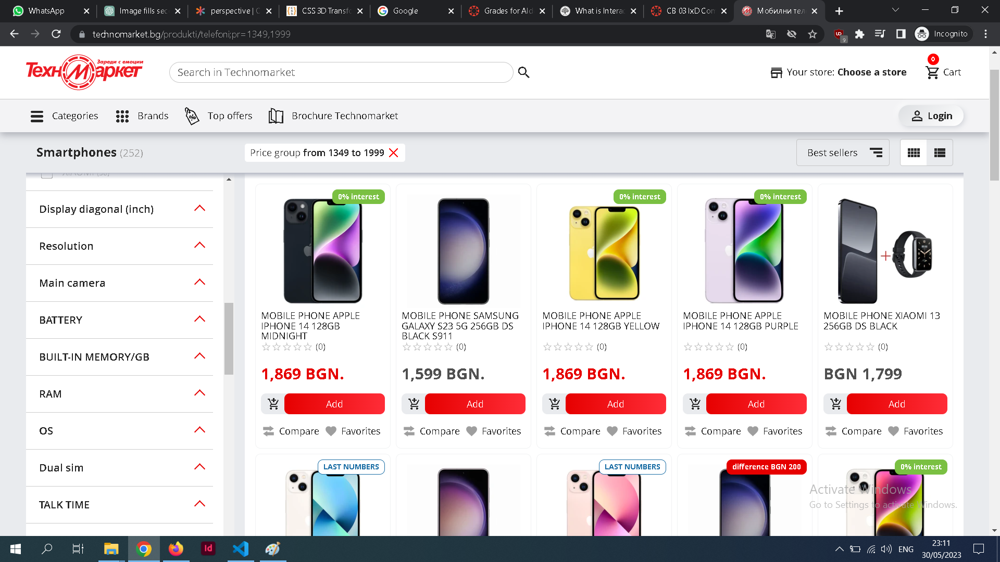 WhatsApp
Image fills sec
perspective | C
CSS 3D Transfo
Google
Grades for Ald
What is Intera
CB 03 IxD Con
Мобилни тел
technomarket.bg/produkti/telefoni;pr=1349,1999
9
Incognito
Зареди с емоции
ТехноМаркет
Search in Technomarket
Your store: Choose a store
0
Cart
Categories
Brands
Top offers
Brochure Technomarket
Login
Smartphones (252)
Price group from 1349 to 1999
Best sellers
Display diagonal (inch)
Resolution
Main camera
BATTERY
BUILT-IN MEMORY/GB
RAM
OS
Dual sim
TALK TIME
0% interest
MOBILE PHONE APPLE
IPHONE 14 128GB
MIDNIGHT
(0)
1,869 BGN.
Add
Compare
Favorites
MOBILE PHONE SAMSUNG
GALAXY S23 5G 256GB DS
BLACK S911
(0)
1,599 BGN.
Add
Compare
Favorites
0% interest
MOBILE PHONE APPLE
IPHONE 14 128GB YELLOW
(0)
1,869 BGN.
Add
Compare
Favorites
0% interest
MOBILE PHONE APPLE
IPHONE 14 128GB PURPLE
(0)
1,869 BGN.
Add
Compare
Favorites
MOBILE PHONE XIAOMI 13
256GB DS BLACK
(0)
BGN 1,799
Add
Compare
Favorites
LAST NUMBERS
LAST NUMBERS
difference BGN 200
0% interest
Activate Windows
Go to Settings to activate Windows.
ENG
23:11
30/05/2023